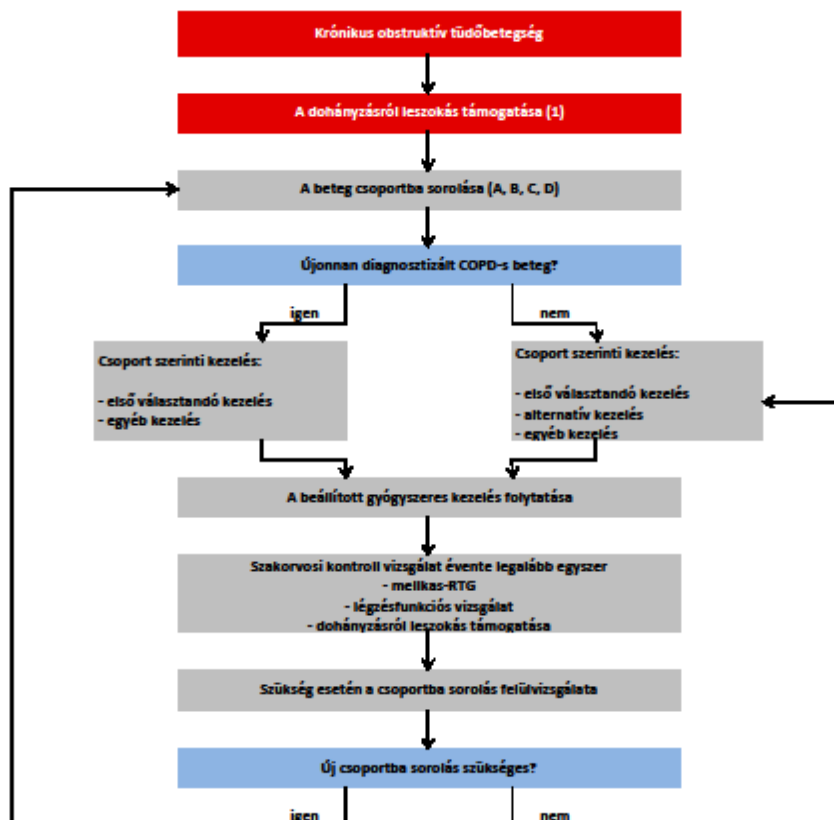 Krónikus obstruktív tüdőbetegség
A dohányzásról leszokás támogatása (1)
A beteg csoportba sorolása (A, B, C, D)
Újonnan diagnosztizált COPD-s beteg?
igen
nem
Csoport szerinti kezelés:
- első választandó kezelés
- egyéb kezelés
Csoport szerinti kezelés:
- első választandó kezelés
- alternatív kezelés
- egyéb kezelés
A beállított gyógyszeres kezelés folytatása
Szakorvosi kontroll vizsgálat évente legalább egyszer
- mellkas-RTG
- légzésfunkciós vizsgálat
- dohányzásról leszokás támogatása
Szükség esetén a csoportba sorolás felülvizsgálata
Új csoportba sorolás szükséges?
igen
nem